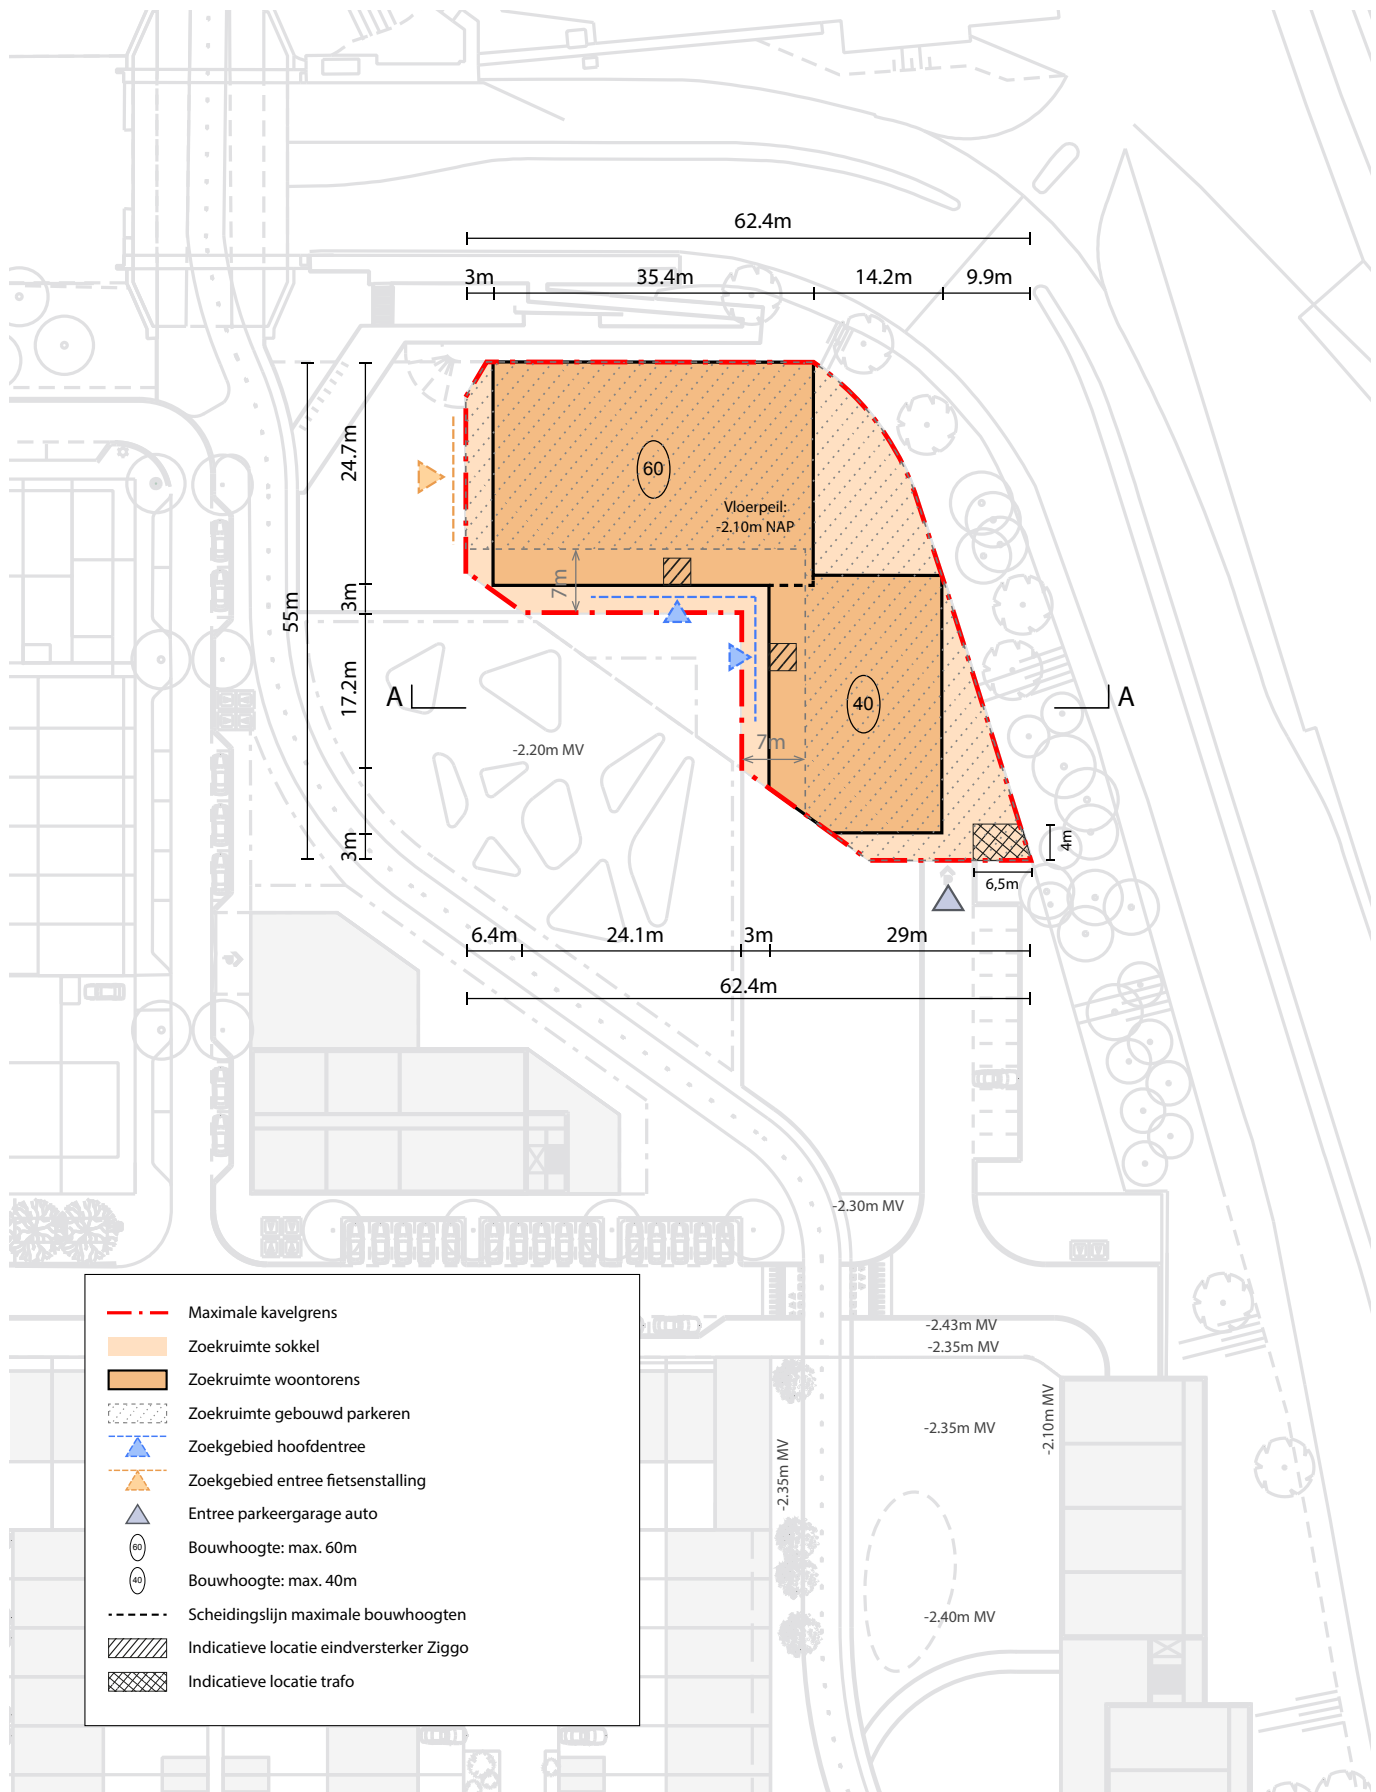 62.4m
3m 35.4m 14.2m 9.9m
24.7m
55m
3m
17.2m
3m
60
Vloerpeil:
-2.10m NAP
7m
A
A
40
-2.20m MV
7m
4m
6,5m
6.4m 24.1m 3m 29m
62.4m
-2.30m MV
-2.43m MV
-2.35m MV
-2.35m MV
-2.10m MV
-2.35m MV
-2.40m MV
Maximale kavelgrens
Zoekruimte sokkel
Zoekruimte woontorens
Zoekruimte gebouwd parkeren
Zoekgebied hoofdentree
Zoekgebied entree fietsenstalling
Entree parkeergarage auto
60 Bouwhoogte: max. 60m
40 Bouwhoogte: max. 40m
Scheidingslijn maximale bouwhoogten
Indicatieve locatie eindversterker Ziggo
Indicatieve locatie trafo